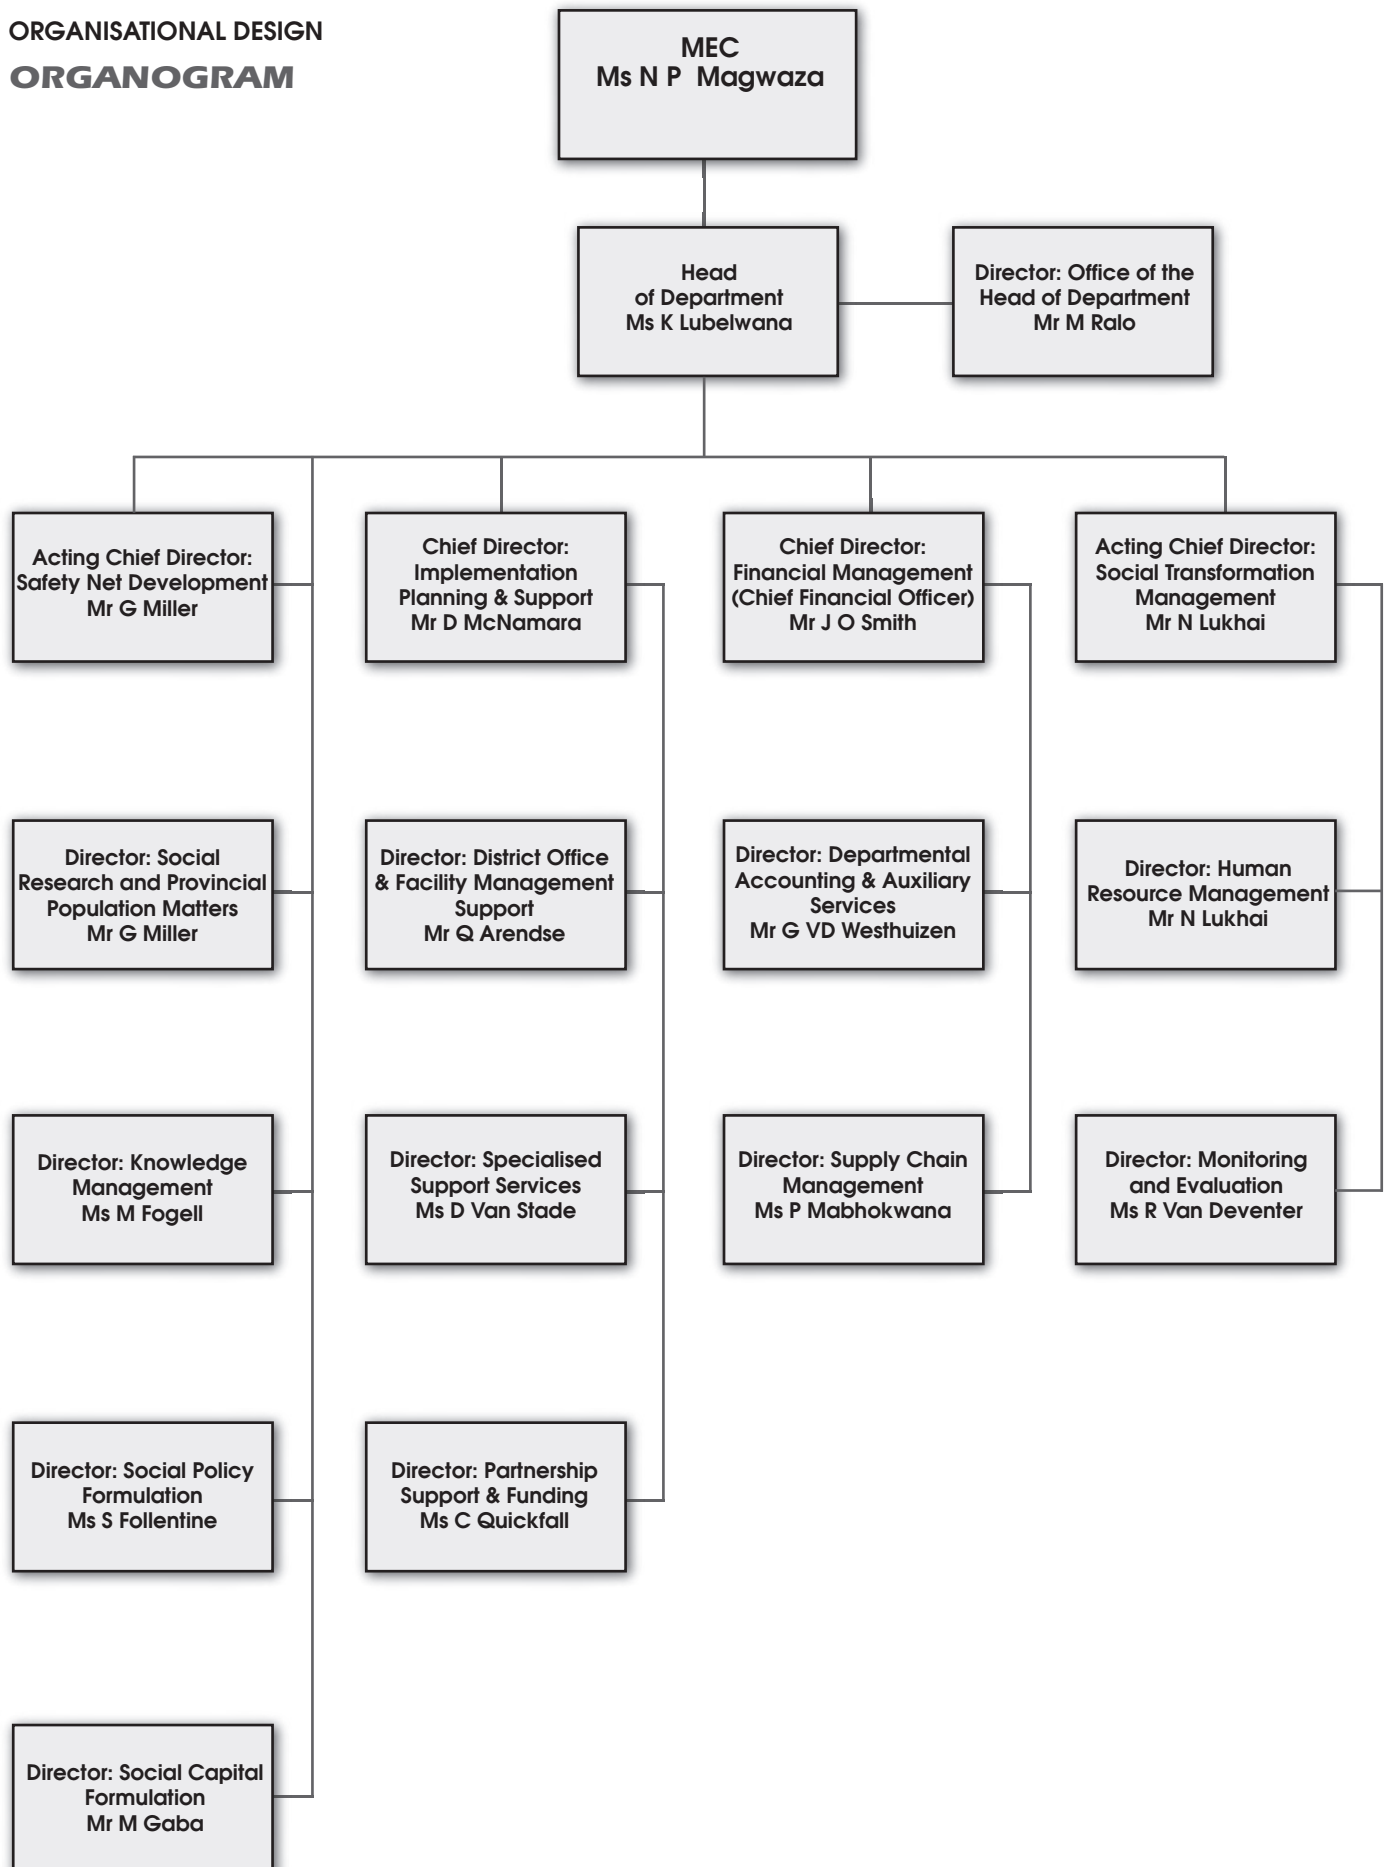 ORGANISATIONAL DESIGN
ORGANOGRAM
MEC
Ms N P Magwaza
Head
of Department
Ms K Lubelwana
Director: Office of the
Head of Department
Mr M Ralo
Acting Chief Director:
Safety Net Development
Mr G Miller
Chief Director:
Implementation
Planning & Support
Mr D McNamara
Chief Director:
Financial Management
(Chief Financial Officer)
Mr J O Smith
Acting Chief Director:
Social Transformation
Management
Mr N Lukhai
Director: Social
Research and Provincial
Population Matters
Mr G Miller
Director: District Office
& Facility Management
Support
Mr Q Arendse
Director: Departmental
Accounting & Auxiliary
Services
Mr G VD Westhuizen
Director: Human
Resource Management
Mr N Lukhai
Director: Knowledge
Management
Ms M Fogell
Director: Specialised
Support Services
Ms D Van Stade
Director: Supply Chain
Management
Ms P Mabhokwana
Director: Monitoring
and Evaluation
Ms R Van Deventer
Director: Social Policy
Formulation
Ms S Follentine
Director: Partnership
Support & Funding
Ms C Quickfall
Director: Social Capital
Formulation
Mr M Gaba